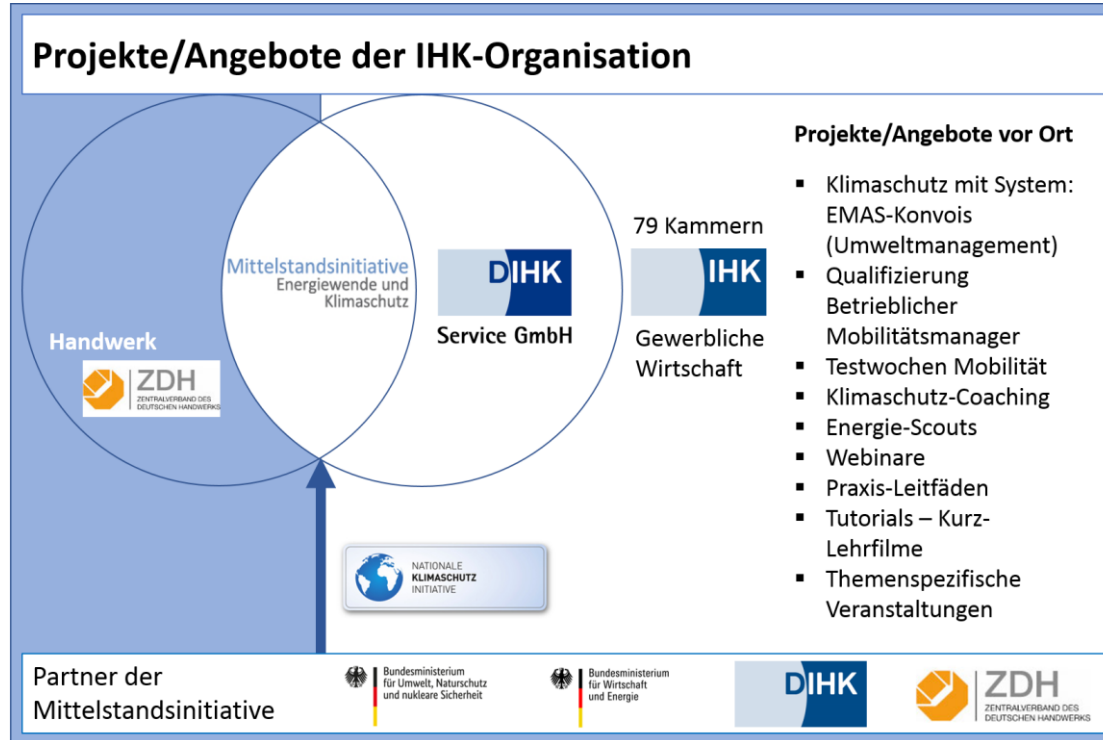 Projekte/Angebote der IHK-Organisation
Mittelstandsinitiative
Energiewende und
Klimaschutz
Handwerk
ZDH
ZENTRALVERBAND DES
DEUTSCHEN HANDWERKS
DIHK
Service GmbH
79 Kammern
IHK
Gewerbliche
Wirtschaft
NATIONALE
KLIMASCHUTZ
INITIATIVE
Projekte/Angebote vor Ort
▪ Klimaschutz mit System:
EMAS-Konvois
(Umweltmanagement)
▪ Qualifizierung
Betrieblicher
Mobilitätsmanager
▪ Testwochen Mobilität
▪ Klimaschutz-Coaching
▪ Energie-Scouts
▪ Webinare
▪ Praxis-Leitfäden
▪ Tutorials – Kurz-
Lehrfilme
▪ Themenspezifische
Veranstaltungen
Partner der
Mittelstandsinitiative
Bundesministerium
für Umwelt, Naturschutz
und nukleare Sicherheit
Bundesministerium
für Wirtschaft
und Energie
DIHK
ZDH
ZENTRALVERBAND DES
DEUTSCHEN HANDWERKS